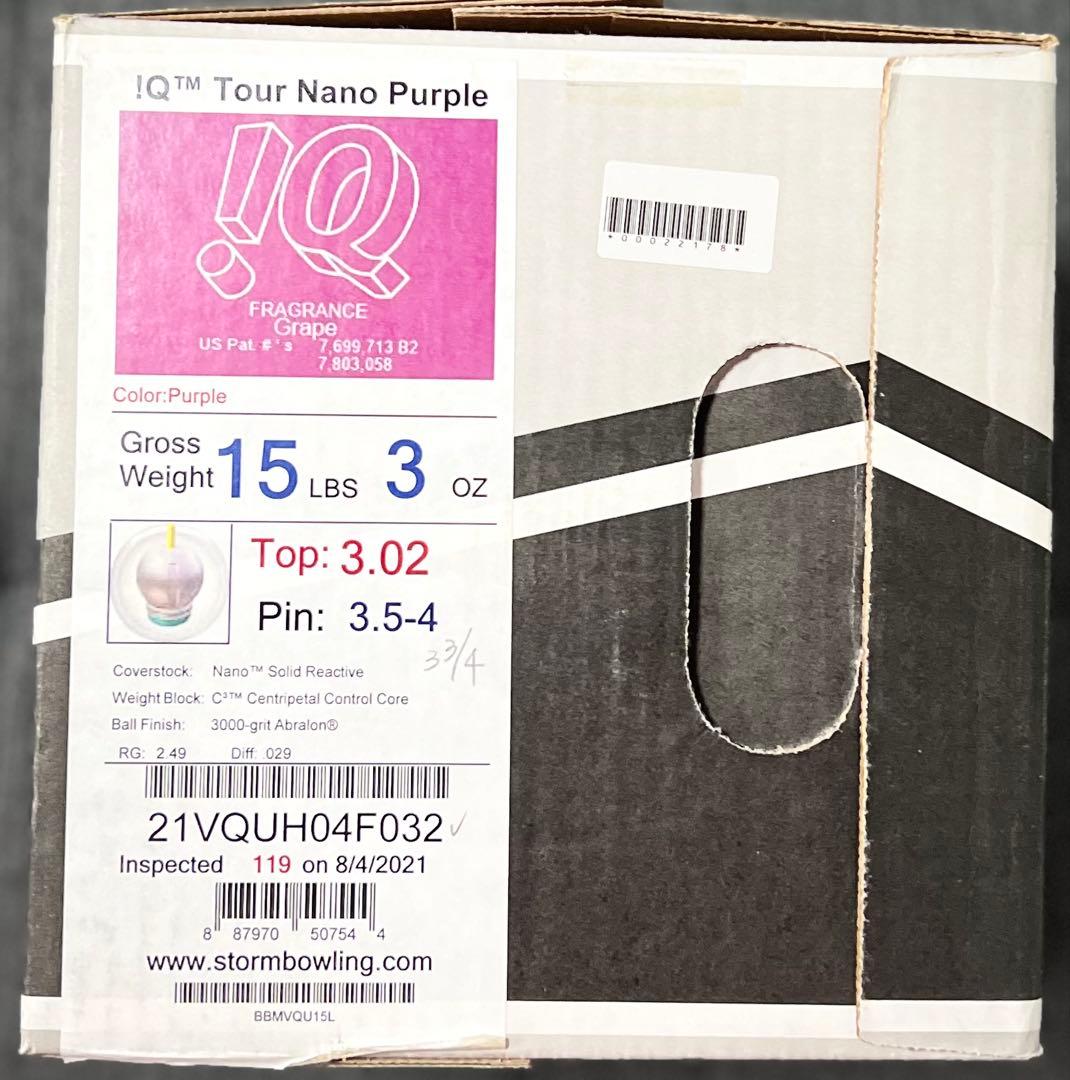 !Q™ Tour Nano Purple
!Q
FRAGRANCE
Grape
US Pat. #'s 7,699,713 B2
7,803,058
Color:Purple
Gross Weight 15 LBS 3 OZ
Top: 3.02
Pin: 3.5-4
3 3/4
Coverstock: Nano™ Solid Reactive
Weight Block: C³™ Centripetal Control Core
Ball Finish: 3000-grit Abralon®
RG: 2.49 Diff: .029
21VQUH04F032 ✓
Inspected 119 on 8/4/2021
8 87970 50754 4
www.stormbowling.com
BBMVQU15L
*00022178*